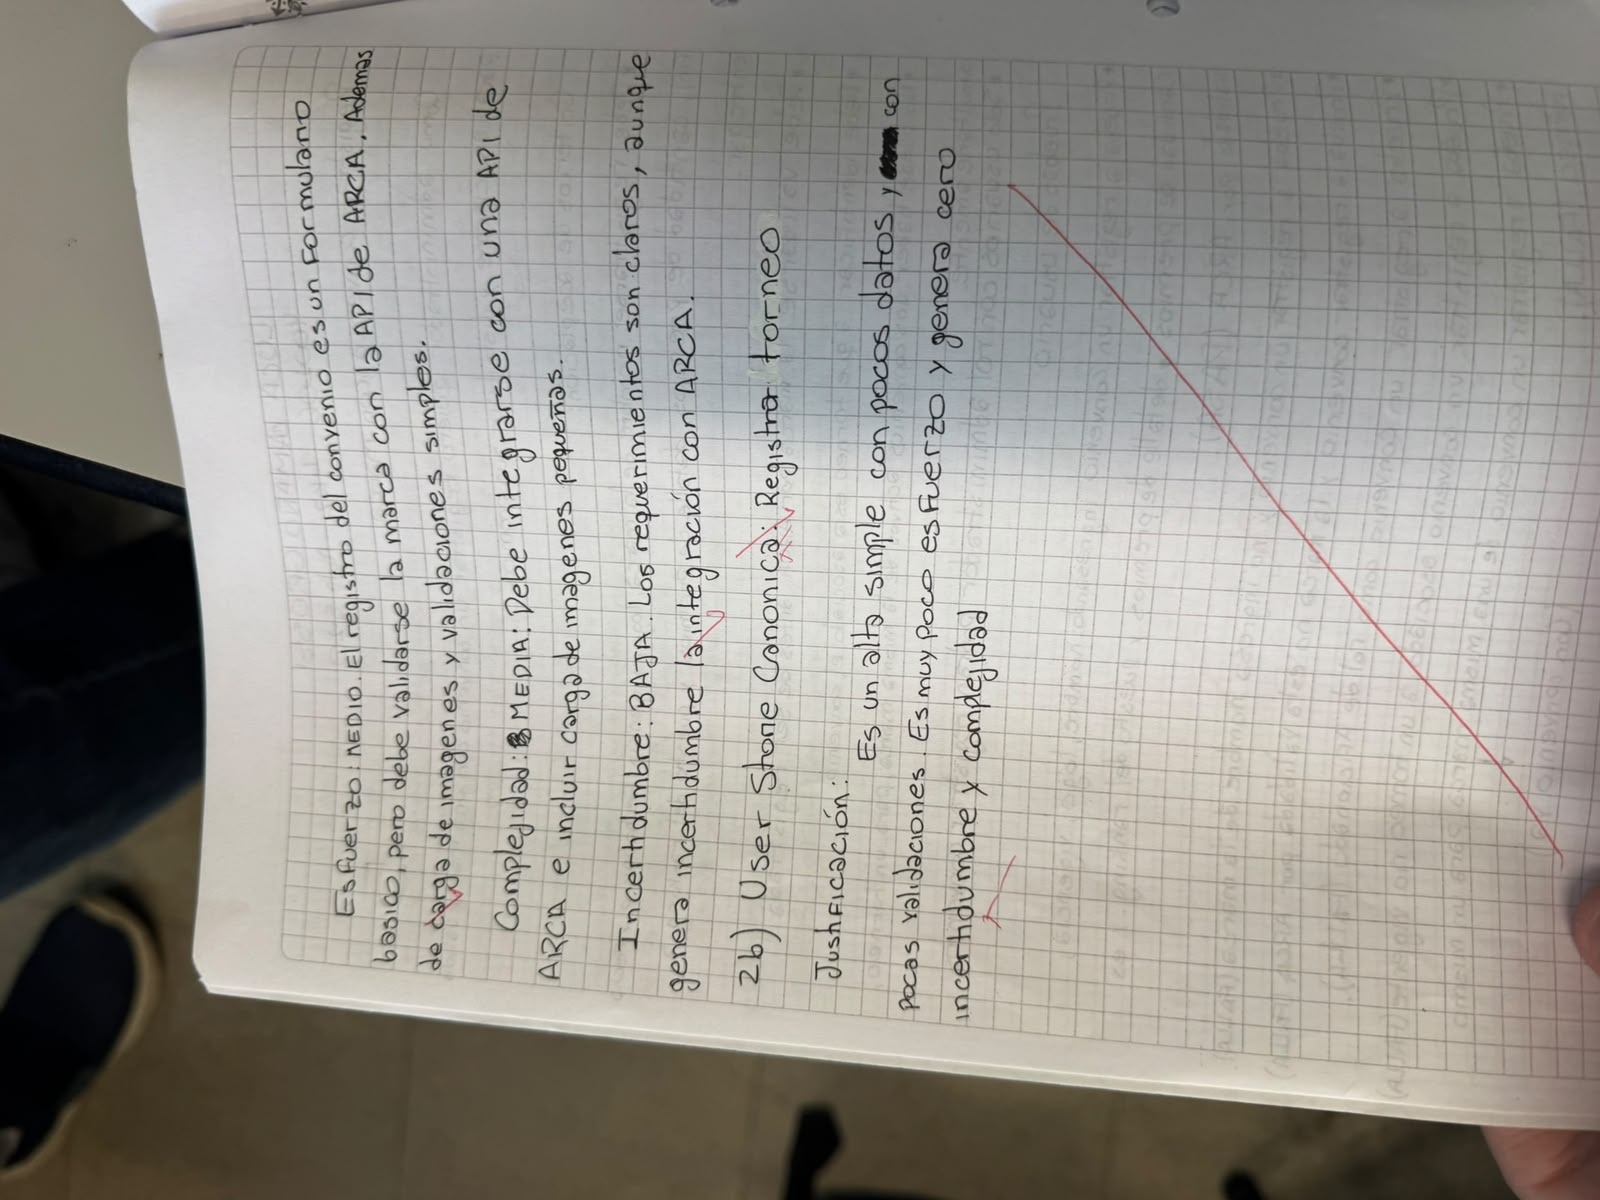 Esfuerzo: MEDIO. El registro del convenio es un formulario
basico, pero debe validarse la marca con la API de ARCA. Ademas
de carga de imagenes y validaciones simples.
Complejidad: MEDIA: Debe integrarse con una API de
ARCA e incluir carga de imagenes pequeñas.
Incertidumbre: BAJA. Los requerimientos son claros, aunque
genera incertidumbre la integración con ARCA.
2b) User Storie Canonica: Registrar torneo
Justificación:
Es un alta simple con pocos datos y con
pocas validaciones. Es muy poco esfuerzo y genera cero
incertidumbre y complejidad